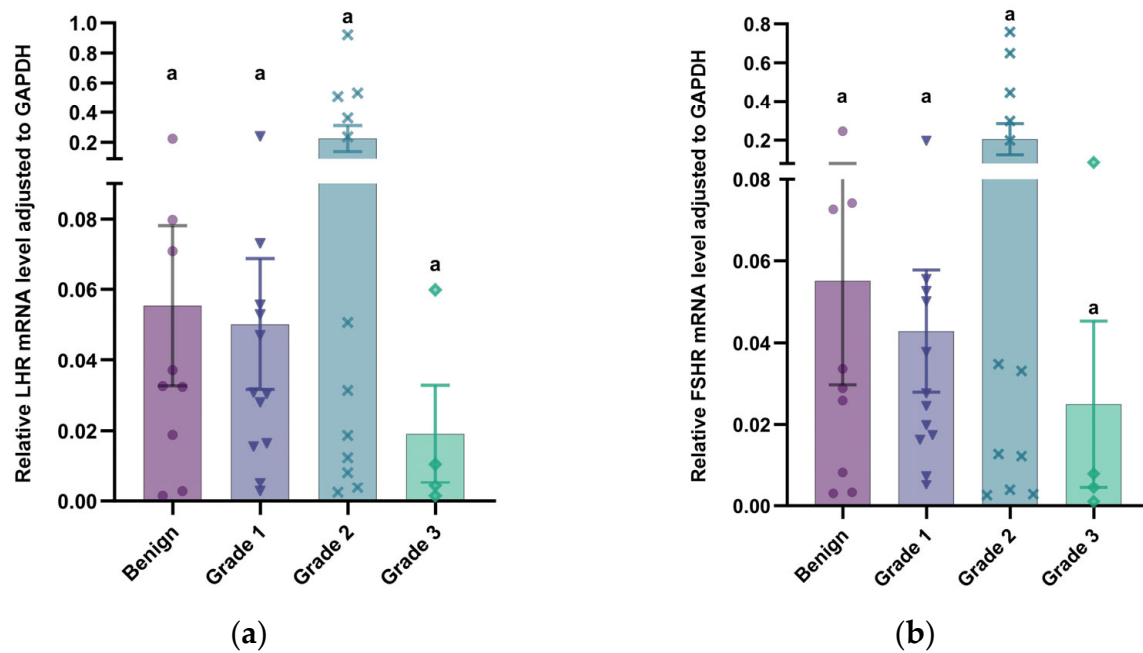 Relative LHR mRNA level adjusted to GAPDH
1.0
0.8
0.6
0.4
0.2
0.08
0.06
0.04
0.02
0.00
a
a
a
a
Benign
Grade 1
Grade 2
Grade 3
(a)
Relative FSHR mRNA level adjusted to GAPDH
0.8
0.6
0.4
0.2
0.08
0.06
0.04
0.02
0.00
a
a
a
a
Benign
Grade 1
Grade 2
Grade 3
(b)